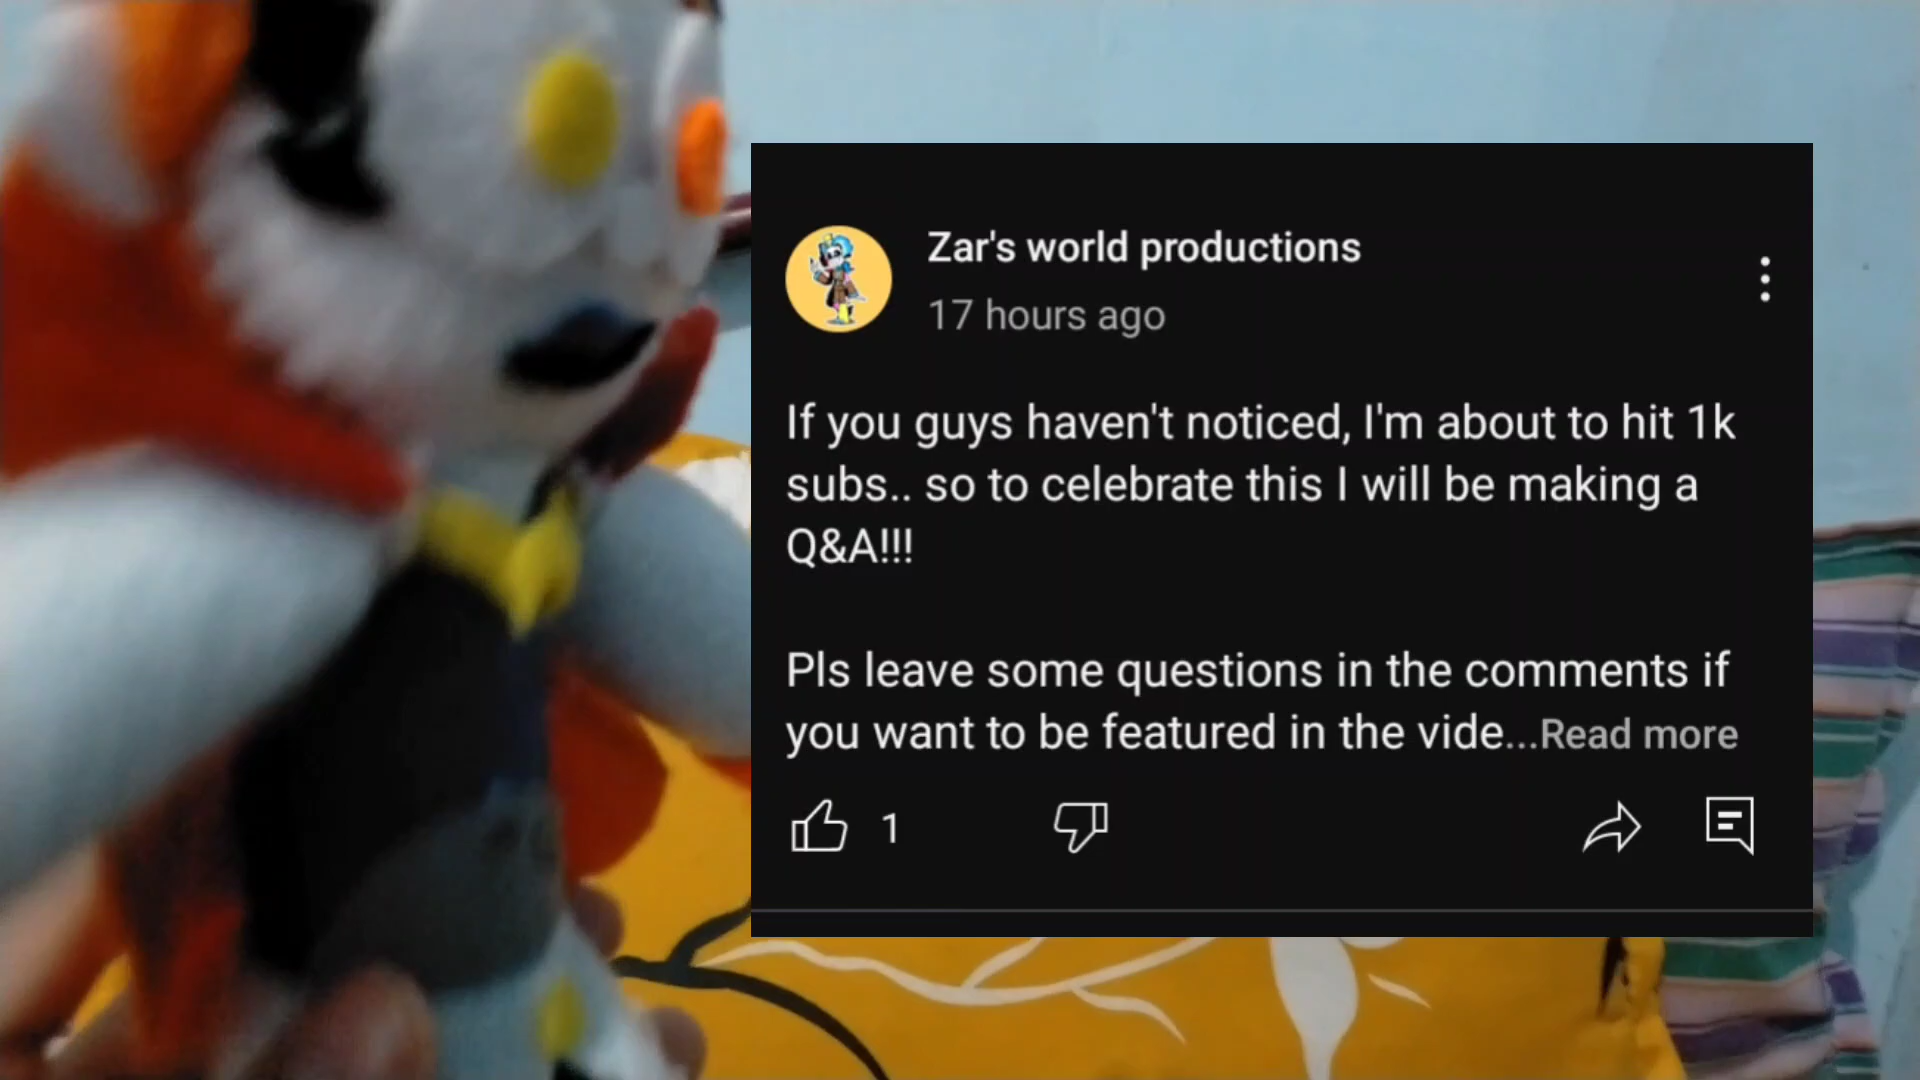 Zar's world productions
17 hours ago
If you guys haven't noticed, I'm about to hit 1k
subs.. so to celebrate this I will be making a
Q&A!!!
Pls leave some questions in the comments if
you want to be featured in the vide...Read more
1